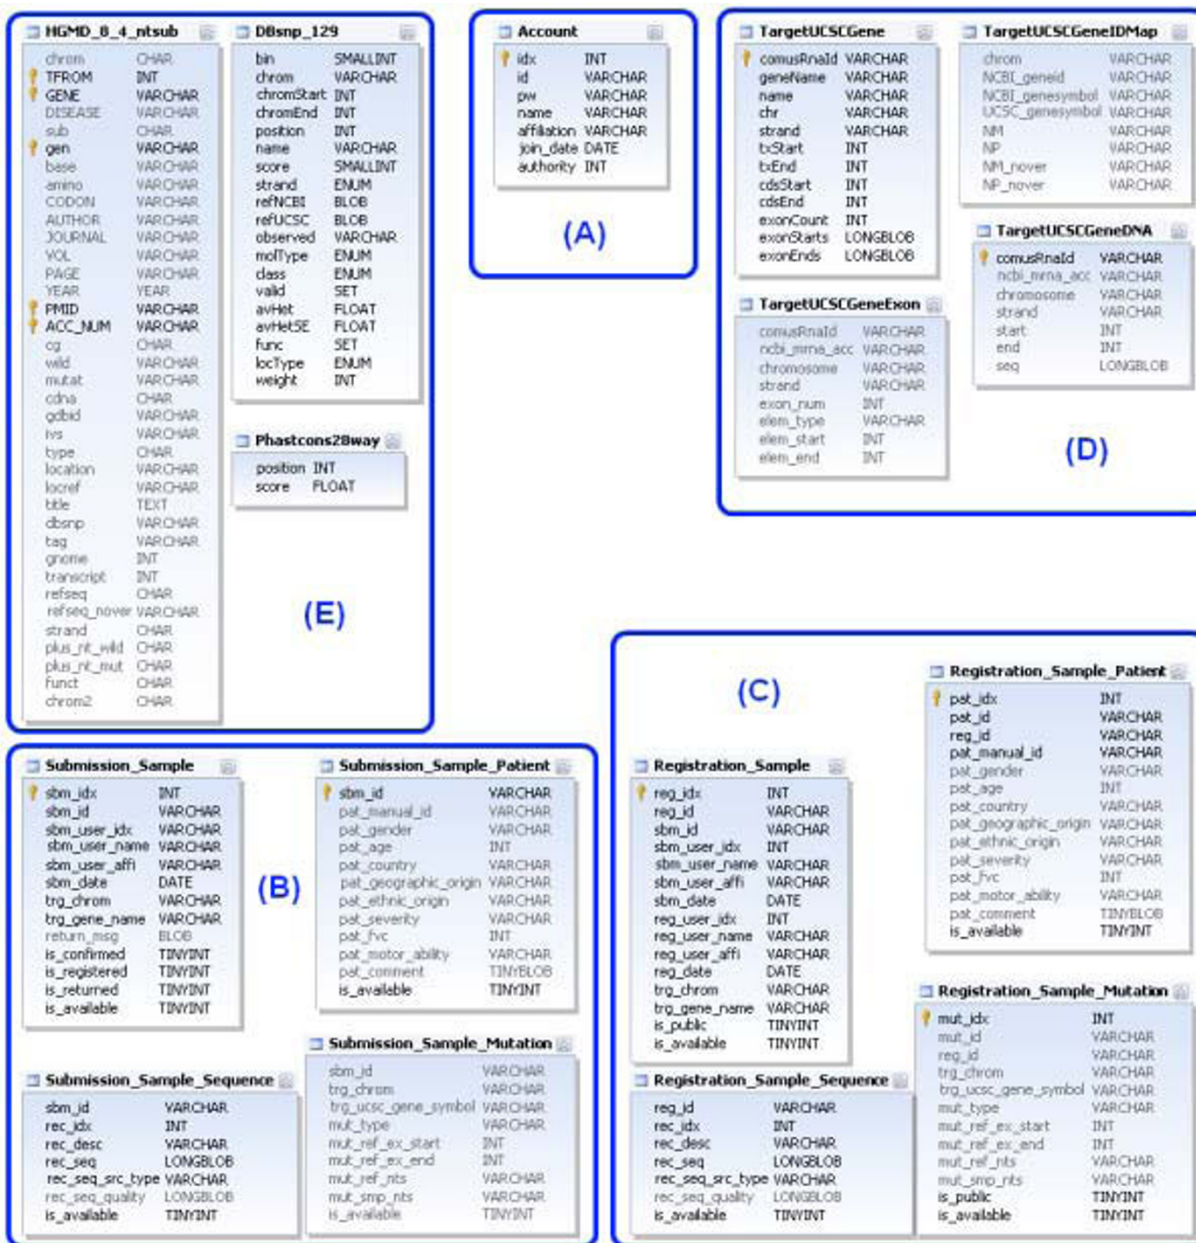 HGMD_8_4_ntsub
chrom CHAR
TFROM INT
GENE VARCHAR
DISEASE VARCHAR
sub CHAR
gen VARCHAR
base VARCHAR
amino VARCHAR
CODON VARCHAR
AUTHOR VARCHAR
JOURNAL VARCHAR
VOL VARCHAR
PAGE VARCHAR
YEAR YEAR
PMID VARCHAR
ACC_NUM VARCHAR
cg CHAR
wild VARCHAR
mutat VARCHAR
cdna CHAR
gdbid VARCHAR
ivs VARCHAR
type CHAR
location VARCHAR
locref VARCHAR
title TEXT
dbsnp VARCHAR
tag VARCHAR
gnome INT
transcript INT
refseq CHAR
refseq_nover VARCHAR
strand CHAR
plus_nt_wild CHAR
plus_nt_mut CHAR
funct CHAR
chrom2 CHAR
DBsnp_129
bin SMALLINT
chrom VARCHAR
chromStart INT
chromEnd INT
position INT
name VARCHAR
score SMALLINT
strand ENUM
refNCBI BLOB
refUCSC BLOB
observed VARCHAR
molType ENUM
class ENUM
valid SET
avHet FLOAT
avHetSE FLOAT
func SET
locType ENUM
weight INT
Phastcons28way
position INT
score FLOAT
(E)
Account
idx INT
id VARCHAR
pw VARCHAR
name VARCHAR
affiliation VARCHAR
join_date DATE
authority INT
(A)
TargetUCSCGene
comusRnaId VARCHAR
geneName VARCHAR
name VARCHAR
chr VARCHAR
strand VARCHAR
txStart INT
txEnd INT
cdsStart INT
cdsEnd INT
exonCount INT
exonStarts LONGBLOB
exonEnds LONGBLOB
TargetUCSCGeneIDMap
chrom VARCHAR
NCBI_geneid VARCHAR
NCBI_genesymbol VARCHAR
UCSC_genesymbol VARCHAR
NM VARCHAR
NP VARCHAR
NM_nover VARCHAR
NP_nover VARCHAR
TargetUCSCGeneDNA
comusRnaId VARCHAR
ncbi_mrna_acc VARCHAR
chromosome VARCHAR
strand VARCHAR
start INT
end INT
seq LONGBLOB
TargetUCSCGeneExon
comusRnaId VARCHAR
ncbi_mrna_acc VARCHAR
chromosome VARCHAR
strand VARCHAR
exon_num INT
elem_type VARCHAR
elem_start INT
elem_end INT
(D)
Submission_Sample
sbm_idx INT
sbm_id VARCHAR
sbm_user_idx VARCHAR
sbm_user_name VARCHAR
sbm_user_affi VARCHAR
sbm_date DATE
trg_chrom VARCHAR
trg_gene_name VARCHAR
return_msg BLOB
is_confirmed TINYINT
is_registered TINYINT
is_returned TINYINT
is_available TINYINT
(B)
Submission_Sample_Patient
sbm_id VARCHAR
pat_manual_id VARCHAR
pat_gender VARCHAR
pat_age INT
pat_country VARCHAR
pat_geographic_origin VARCHAR
pat_ethnic_origin VARCHAR
pat_severity VARCHAR
pat_fvc INT
pat_motor_ability VARCHAR
pat_comment TINYBLOB
is_available TINYINT
Submission_Sample_Sequence
sbm_id VARCHAR
rec_idx INT
rec_desc VARCHAR
rec_seq LONGBLOB
rec_seq_src_type VARCHAR
rec_seq_quality LONGBLOB
is_available TINYINT
Submission_Sample_Mutation
sbm_id VARCHAR
trg_chrom VARCHAR
trg_ucsc_gene_symbol VARCHAR
mut_type VARCHAR
mut_ref_ex_start INT
mut_ref_ex_end INT
mut_ref_nts VARCHAR
mut_smp_nts VARCHAR
is_available TINYINT
(C)
Registration_Sample
reg_idx INT
reg_id VARCHAR
sbm_id VARCHAR
sbm_user_idx INT
sbm_user_name VARCHAR
sbm_user_affi VARCHAR
sbm_date DATE
reg_user_idx INT
reg_user_name VARCHAR
reg_user_affi VARCHAR
reg_date DATE
trg_chrom VARCHAR
trg_gene_name VARCHAR
is_public TINYINT
is_available TINYINT
Registration_Sample_Patient
pat_idx INT
pat_id VARCHAR
reg_id VARCHAR
pat_manual_id VARCHAR
pat_gender VARCHAR
pat_age INT
pat_country VARCHAR
pat_geographic_origin VARCHAR
pat_ethnic_origin VARCHAR
pat_severity VARCHAR
pat_fvc INT
pat_motor_ability VARCHAR
pat_comment TINYBLOB
is_available TINYINT
Registration_Sample_Sequence
reg_id VARCHAR
rec_idx INT
rec_desc VARCHAR
rec_seq LONGBLOB
rec_seq_src_type VARCHAR
rec_seq_quality LONGBLOB
is_available TINYINT
Registration_Sample_Mutation
mut_idx INT
mut_id VARCHAR
reg_id VARCHAR
trg_chrom VARCHAR
trg_ucsc_gene_symbol VARCHAR
mut_type VARCHAR
mut_ref_ex_start INT
mut_ref_ex_end INT
mut_ref_nts VARCHAR
mut_smp_nts VARCHAR
is_public TINYINT
is_available TINYINT